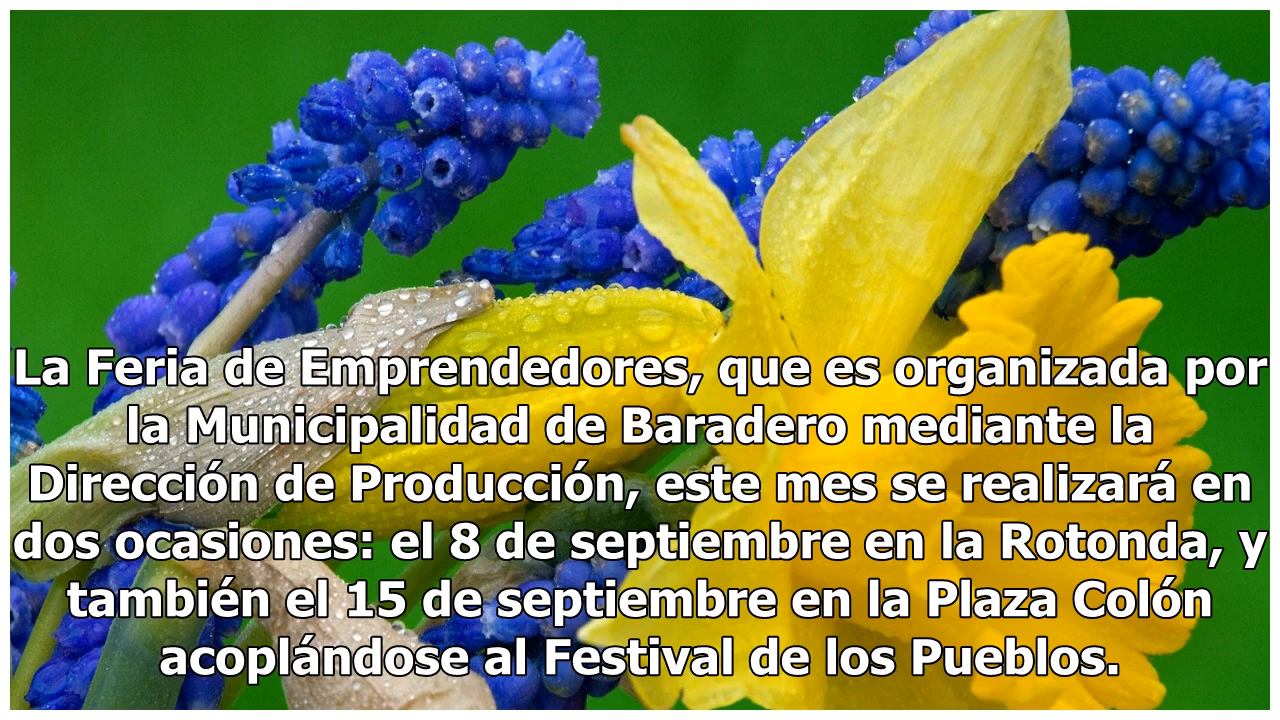 La Feria de Emprendedores, que es organizada por
la Municipalidad de Baradero mediante la
Dirección de Producción, este mes se realizará en
dos ocasiones: el 8 de septiembre en la Rotonda, y
también el 15 de septiembre en la Plaza Colón
acoplándose al Festival de los Pueblos.